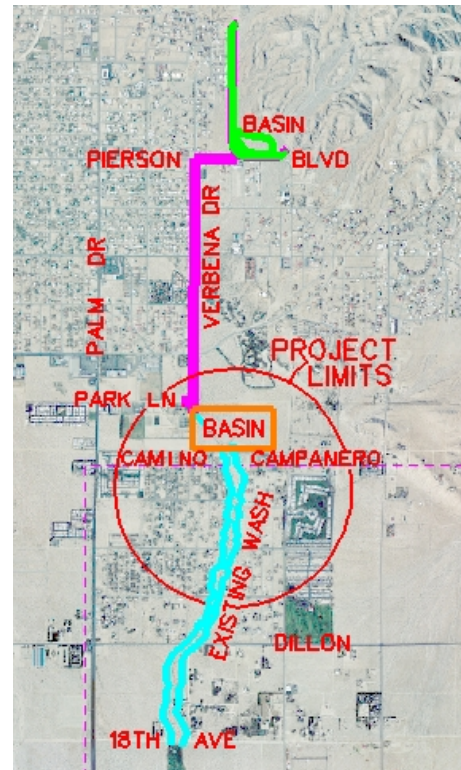 BASIN
PIERSON
BLVD
VERBENA DR
PALM DR
PROJECT
LIMITS
PARK LN
BASIN
CAMINO CAMPANERO
EXISTING WASH
DILLON
18TH AVE